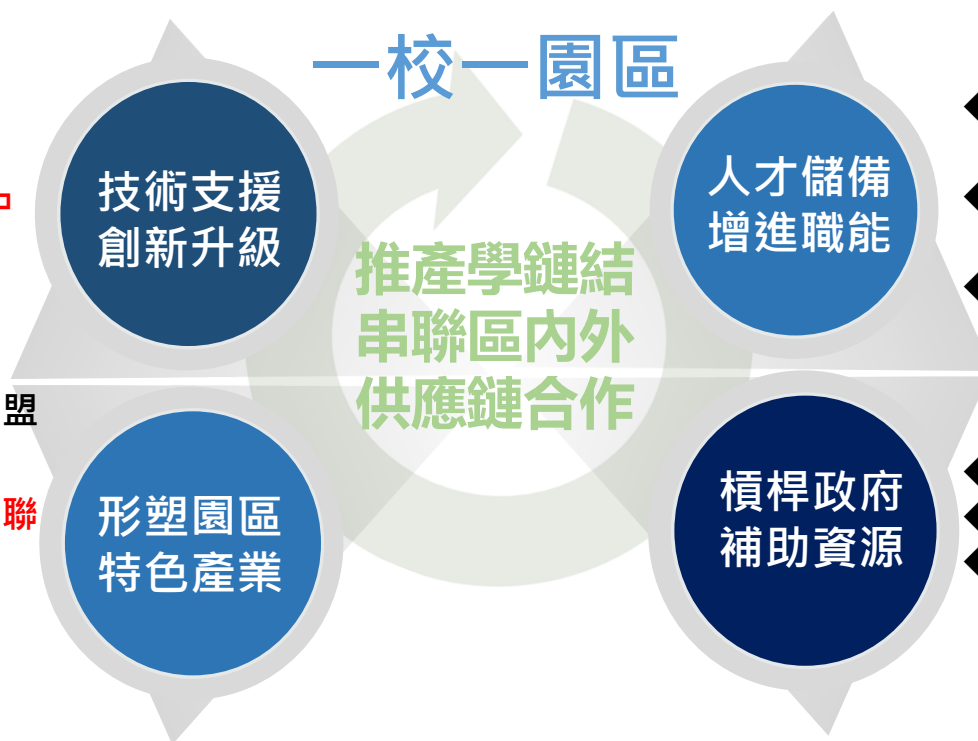 一校一園區
技術支援
創新升級
人才儲備
增進職能
推產學鏈結
串聯區內外
供應鏈合作
盟
聯
形塑園區
特色產業
槓桿政府
補助資源